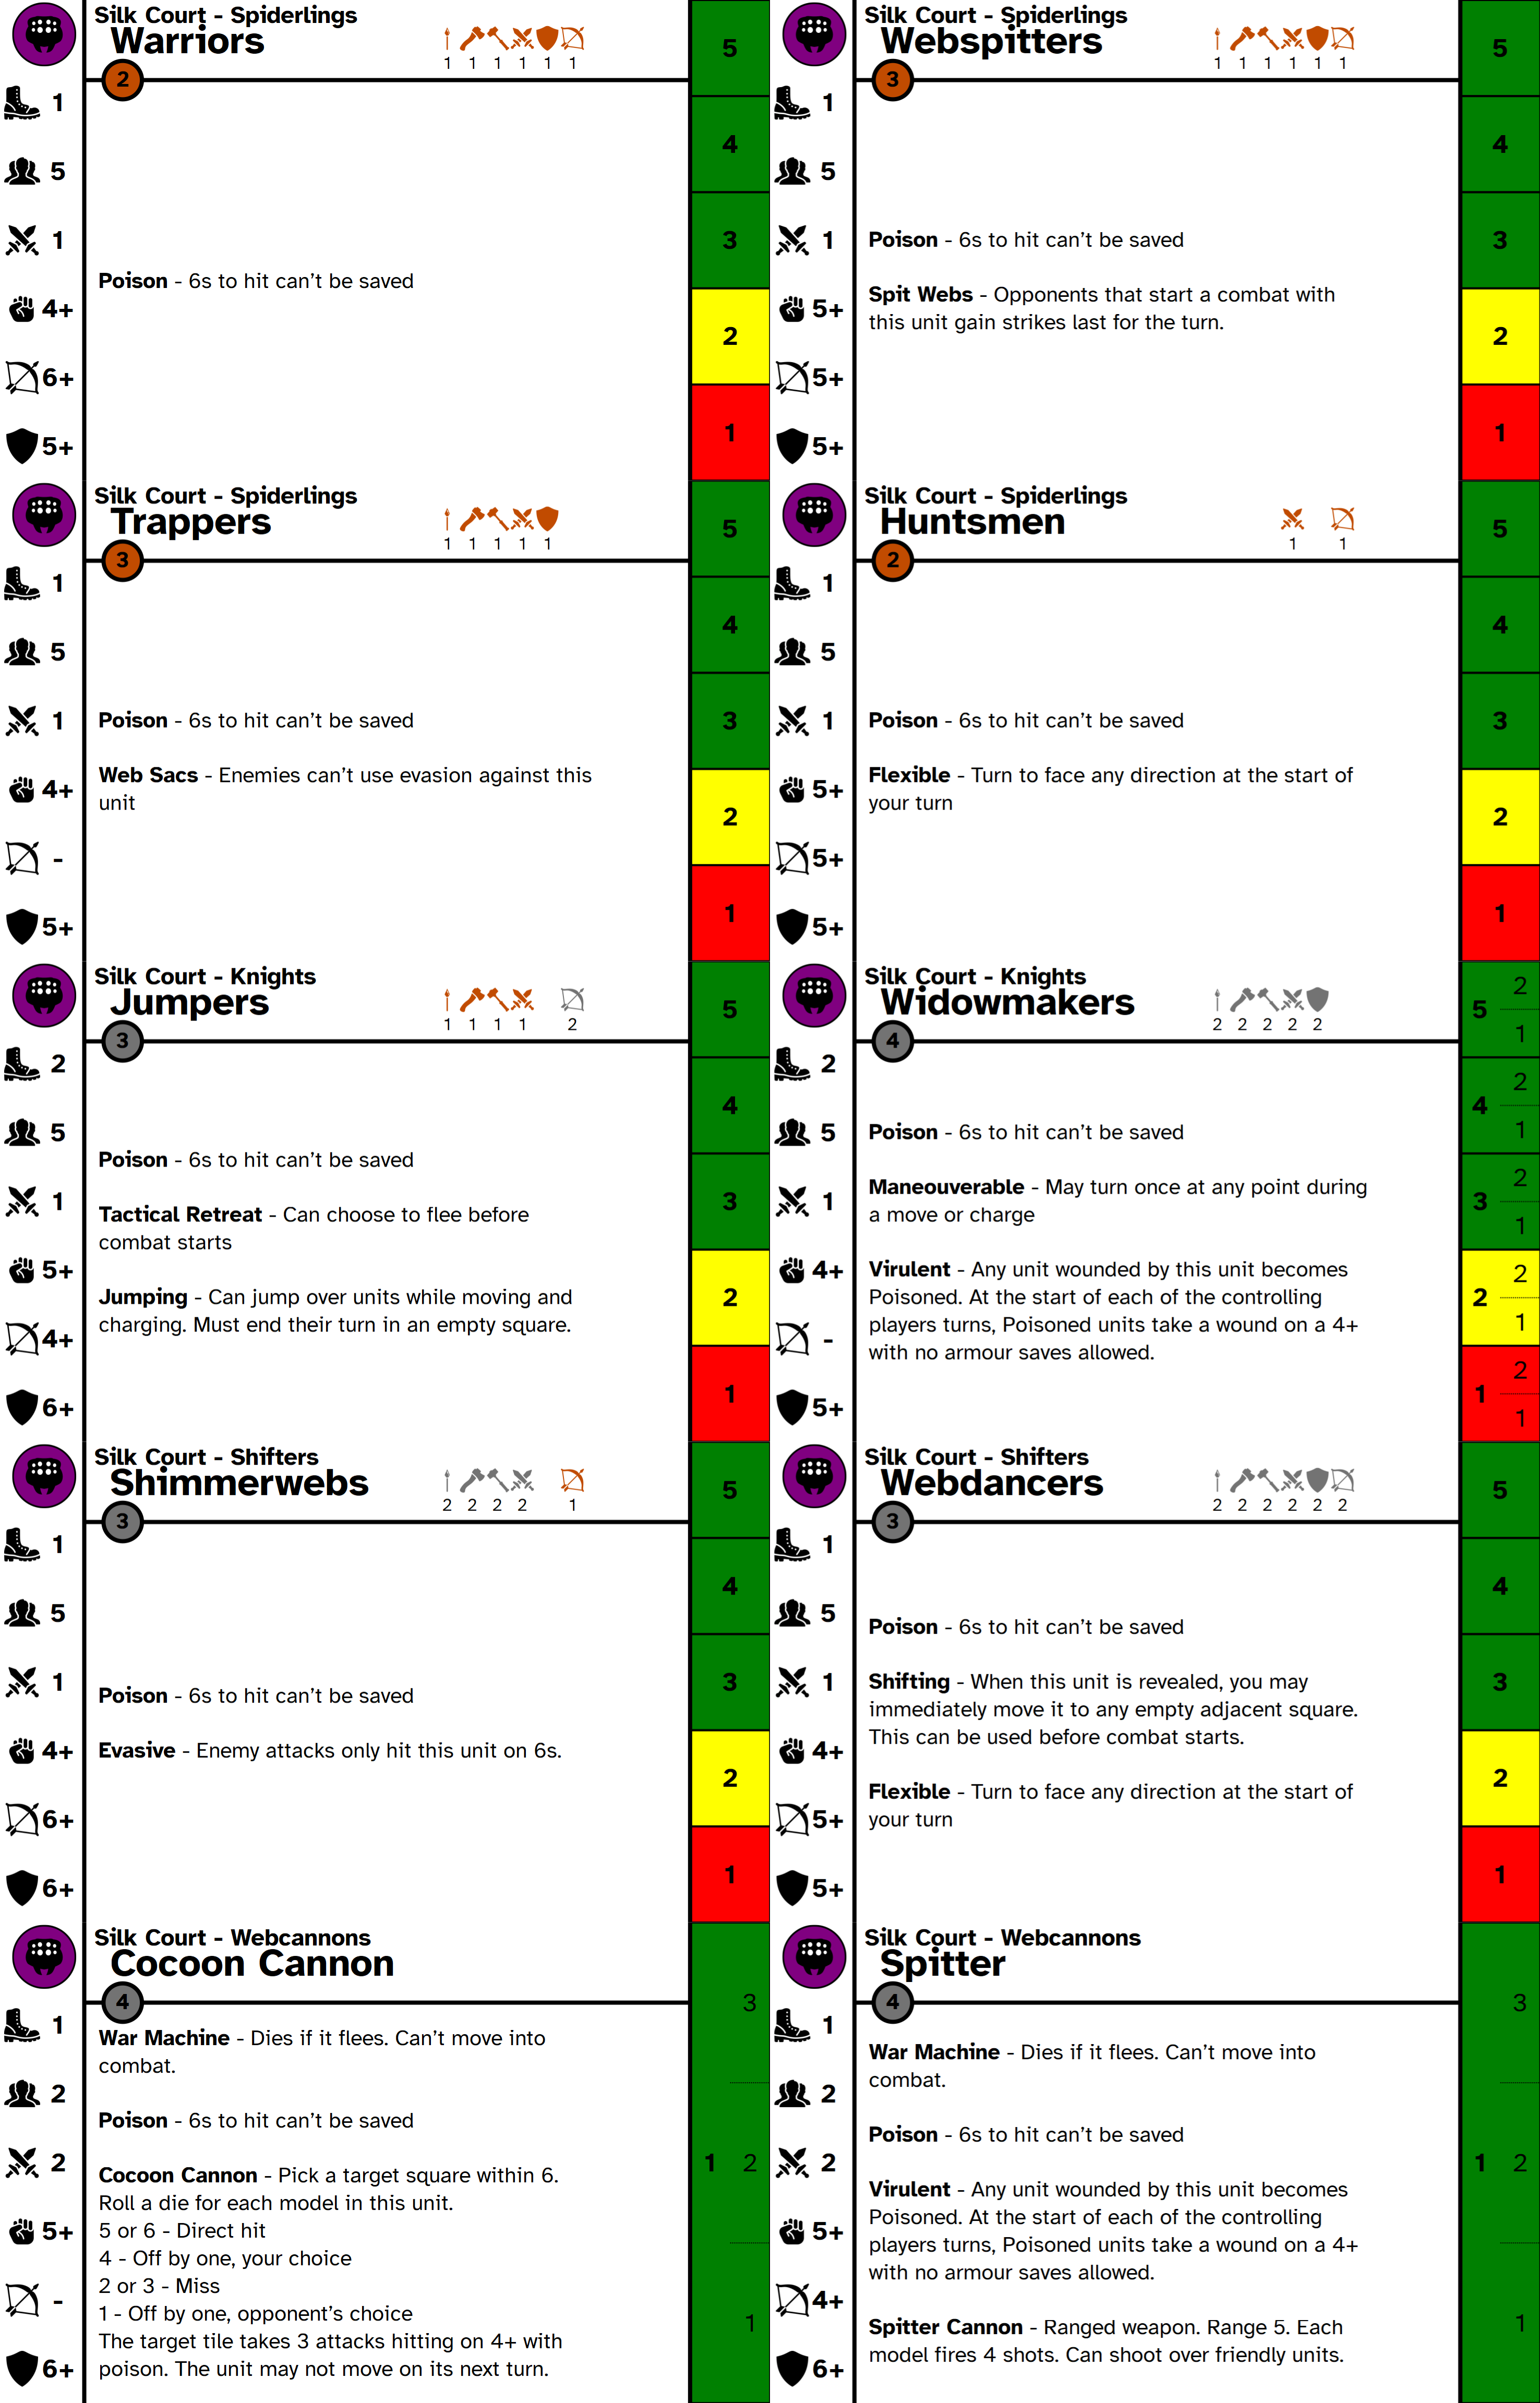 Silk Court - Spiderlings
Warriors
1 1 1 1 1 1
2
1
5
1
4+
6+
5+
Poison - 6s to hit can't be saved
5
4
3
2
1
Silk Court - Spiderlings
Webspitters
1 1 1 1 1 1
3
1
5
1
5+
5+
5+
Poison - 6s to hit can't be saved
Spit Webs - Opponents that start a combat with
this unit gain strikes last for the turn.
5
4
3
2
1
Silk Court - Spiderlings
Trappers
1 1 1 1 1
3
1
5
1
4+
-
5+
Poison - 6s to hit can't be saved
Web Sacs - Enemies can't use evasion against this
unit
5
4
3
2
1
Silk Court - Spiderlings
Huntsmen
1 1
2
1
5
1
5+
5+
5+
Poison - 6s to hit can't be saved
Flexible - Turn to face any direction at the start of
your turn
5
4
3
2
1
Silk Court - Knights
Jumpers
1 1 1 1 2
3
2
5
1
5+
4+
6+
Poison - 6s to hit can't be saved
Tactical Retreat - Can choose to flee before
combat starts
Jumping - Can jump over units while moving and
charging. Must end their turn in an empty square.
5
4
3
2
1
Silk Court - Knights
Widowmakers
2 2 2 2 2
4
2
5
1
4+
-
5+
Poison - 6s to hit can't be saved
Maneouverable - May turn once at any point during
a move or charge
Virulent - Any unit wounded by this unit becomes
Poisoned. At the start of each of the controlling
players turns, Poisoned units take a wound on a 4+
with no armour saves allowed.
5
2
1
4
2
1
3
2
1
2
2
1
1
2
1
Silk Court - Shifters
Shimmerwebs
2 2 2 2 1
3
1
5
1
4+
6+
6+
Poison - 6s to hit can't be saved
Evasive - Enemy attacks only hit this unit on 6s.
5
4
3
2
1
Silk Court - Shifters
Webdancers
2 2 2 2 2 2
3
1
5
1
4+
5+
5+
Poison - 6s to hit can't be saved
Shifting - When this unit is revealed, you may
immediately move it to any empty adjacent square.
This can be used before combat starts.
Flexible - Turn to face any direction at the start of
your turn
5
4
3
2
1
Silk Court - Webcannons
Cocoon Cannon
4
1
2
2
5+
-
6+
War Machine - Dies if it flees. Can't move into
combat.
Poison - 6s to hit can't be saved
Cocoon Cannon - Pick a target square within 6.
Roll a die for each model in this unit.
5 or 6 - Direct hit
4 - Off by one, your choice
2 or 3 - Miss
1 - Off by one, opponent's choice
The target tile takes 3 attacks hitting on 4+ with
poison. The unit may not move on its next turn.
3
1 2
1
Silk Court - Webcannons
Spitter
4
1
2
2
5+
4+
6+
War Machine - Dies if it flees. Can't move into
combat.
Poison - 6s to hit can't be saved
Virulent - Any unit wounded by this unit becomes
Poisoned. At the start of each of the controlling
players turns, Poisoned units take a wound on a 4+
with no armour saves allowed.
Spitter Cannon - Ranged weapon. Range 5. Each
model fires 4 shots. Can shoot over friendly units.
3
1 2
1